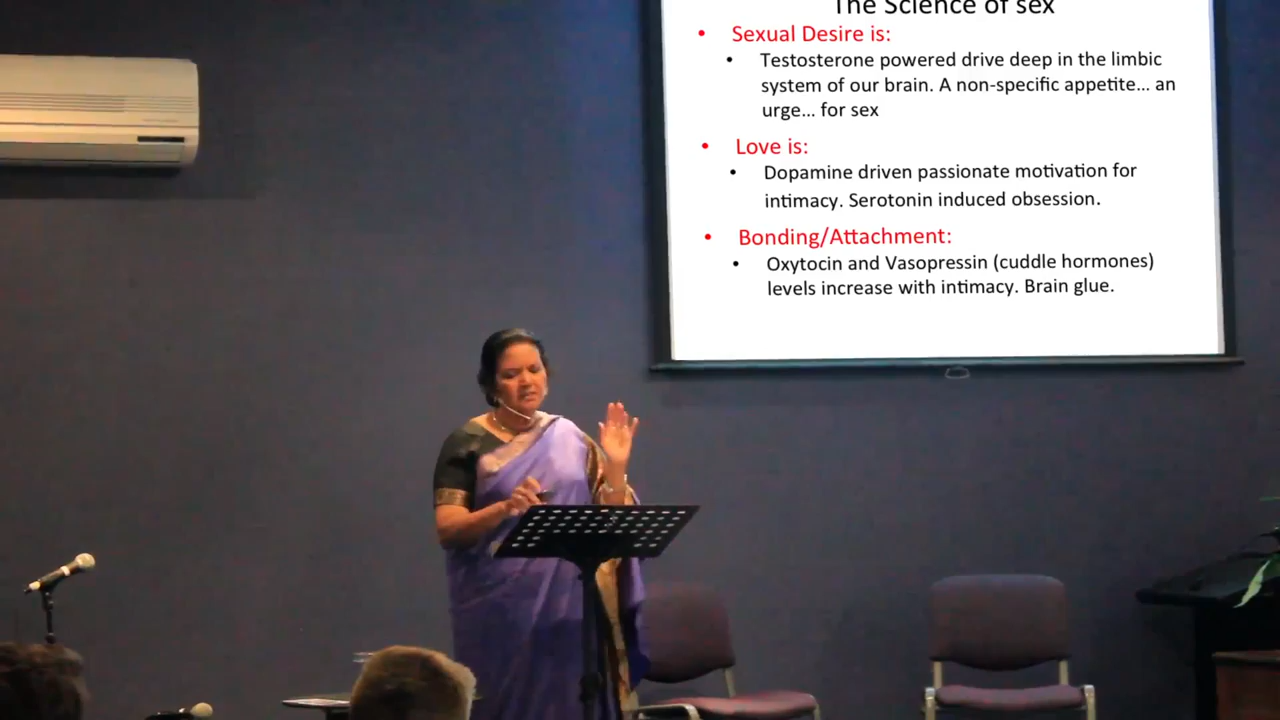 The Science of sex
• Sexual Desire is:
• Testosterone powered drive deep in the limbic
system of our brain. A non-specific appetite... an
urge... for sex
• Love is:
• Dopamine driven passionate motivation for
intimacy. Serotonin induced obsession.
• Bonding/Attachment:
• Oxytocin and Vasopressin (cuddle hormones)
levels increase with intimacy. Brain glue.